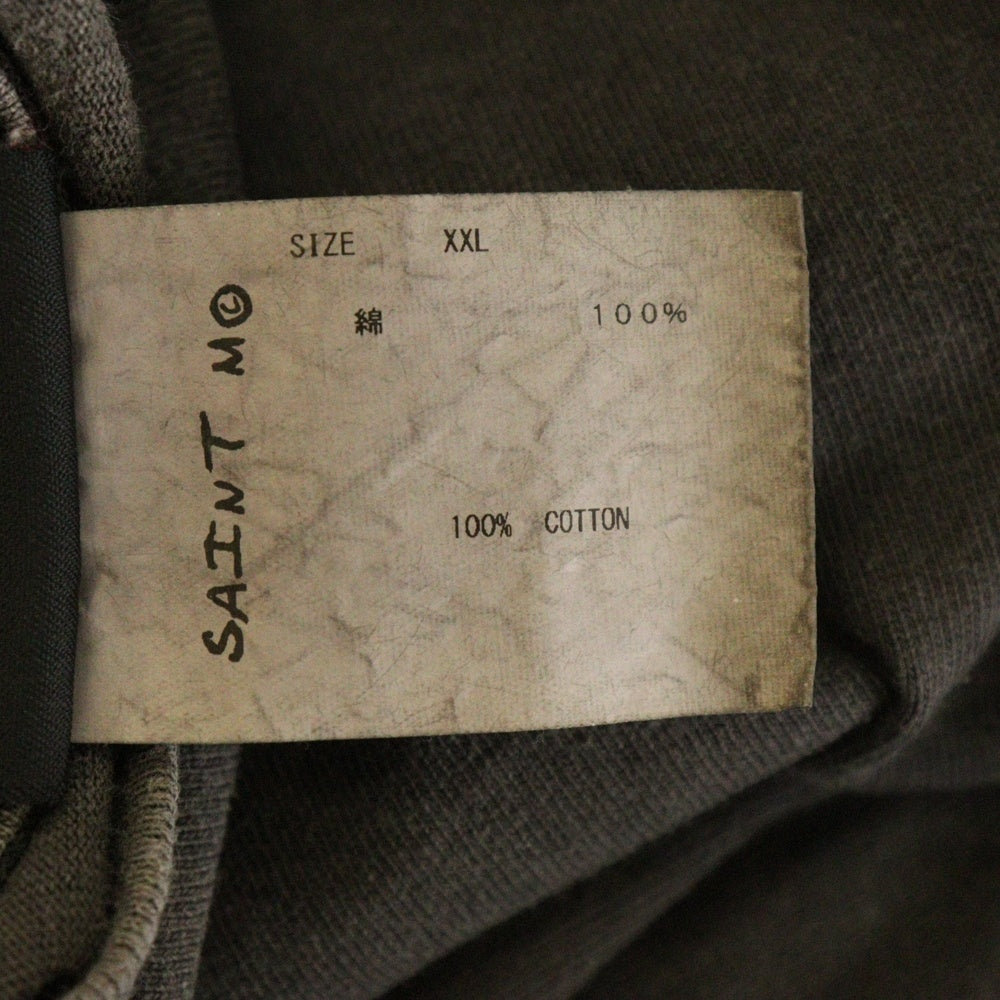 SIZE XXL
綿 100%
100% COTTON
SAINT M©